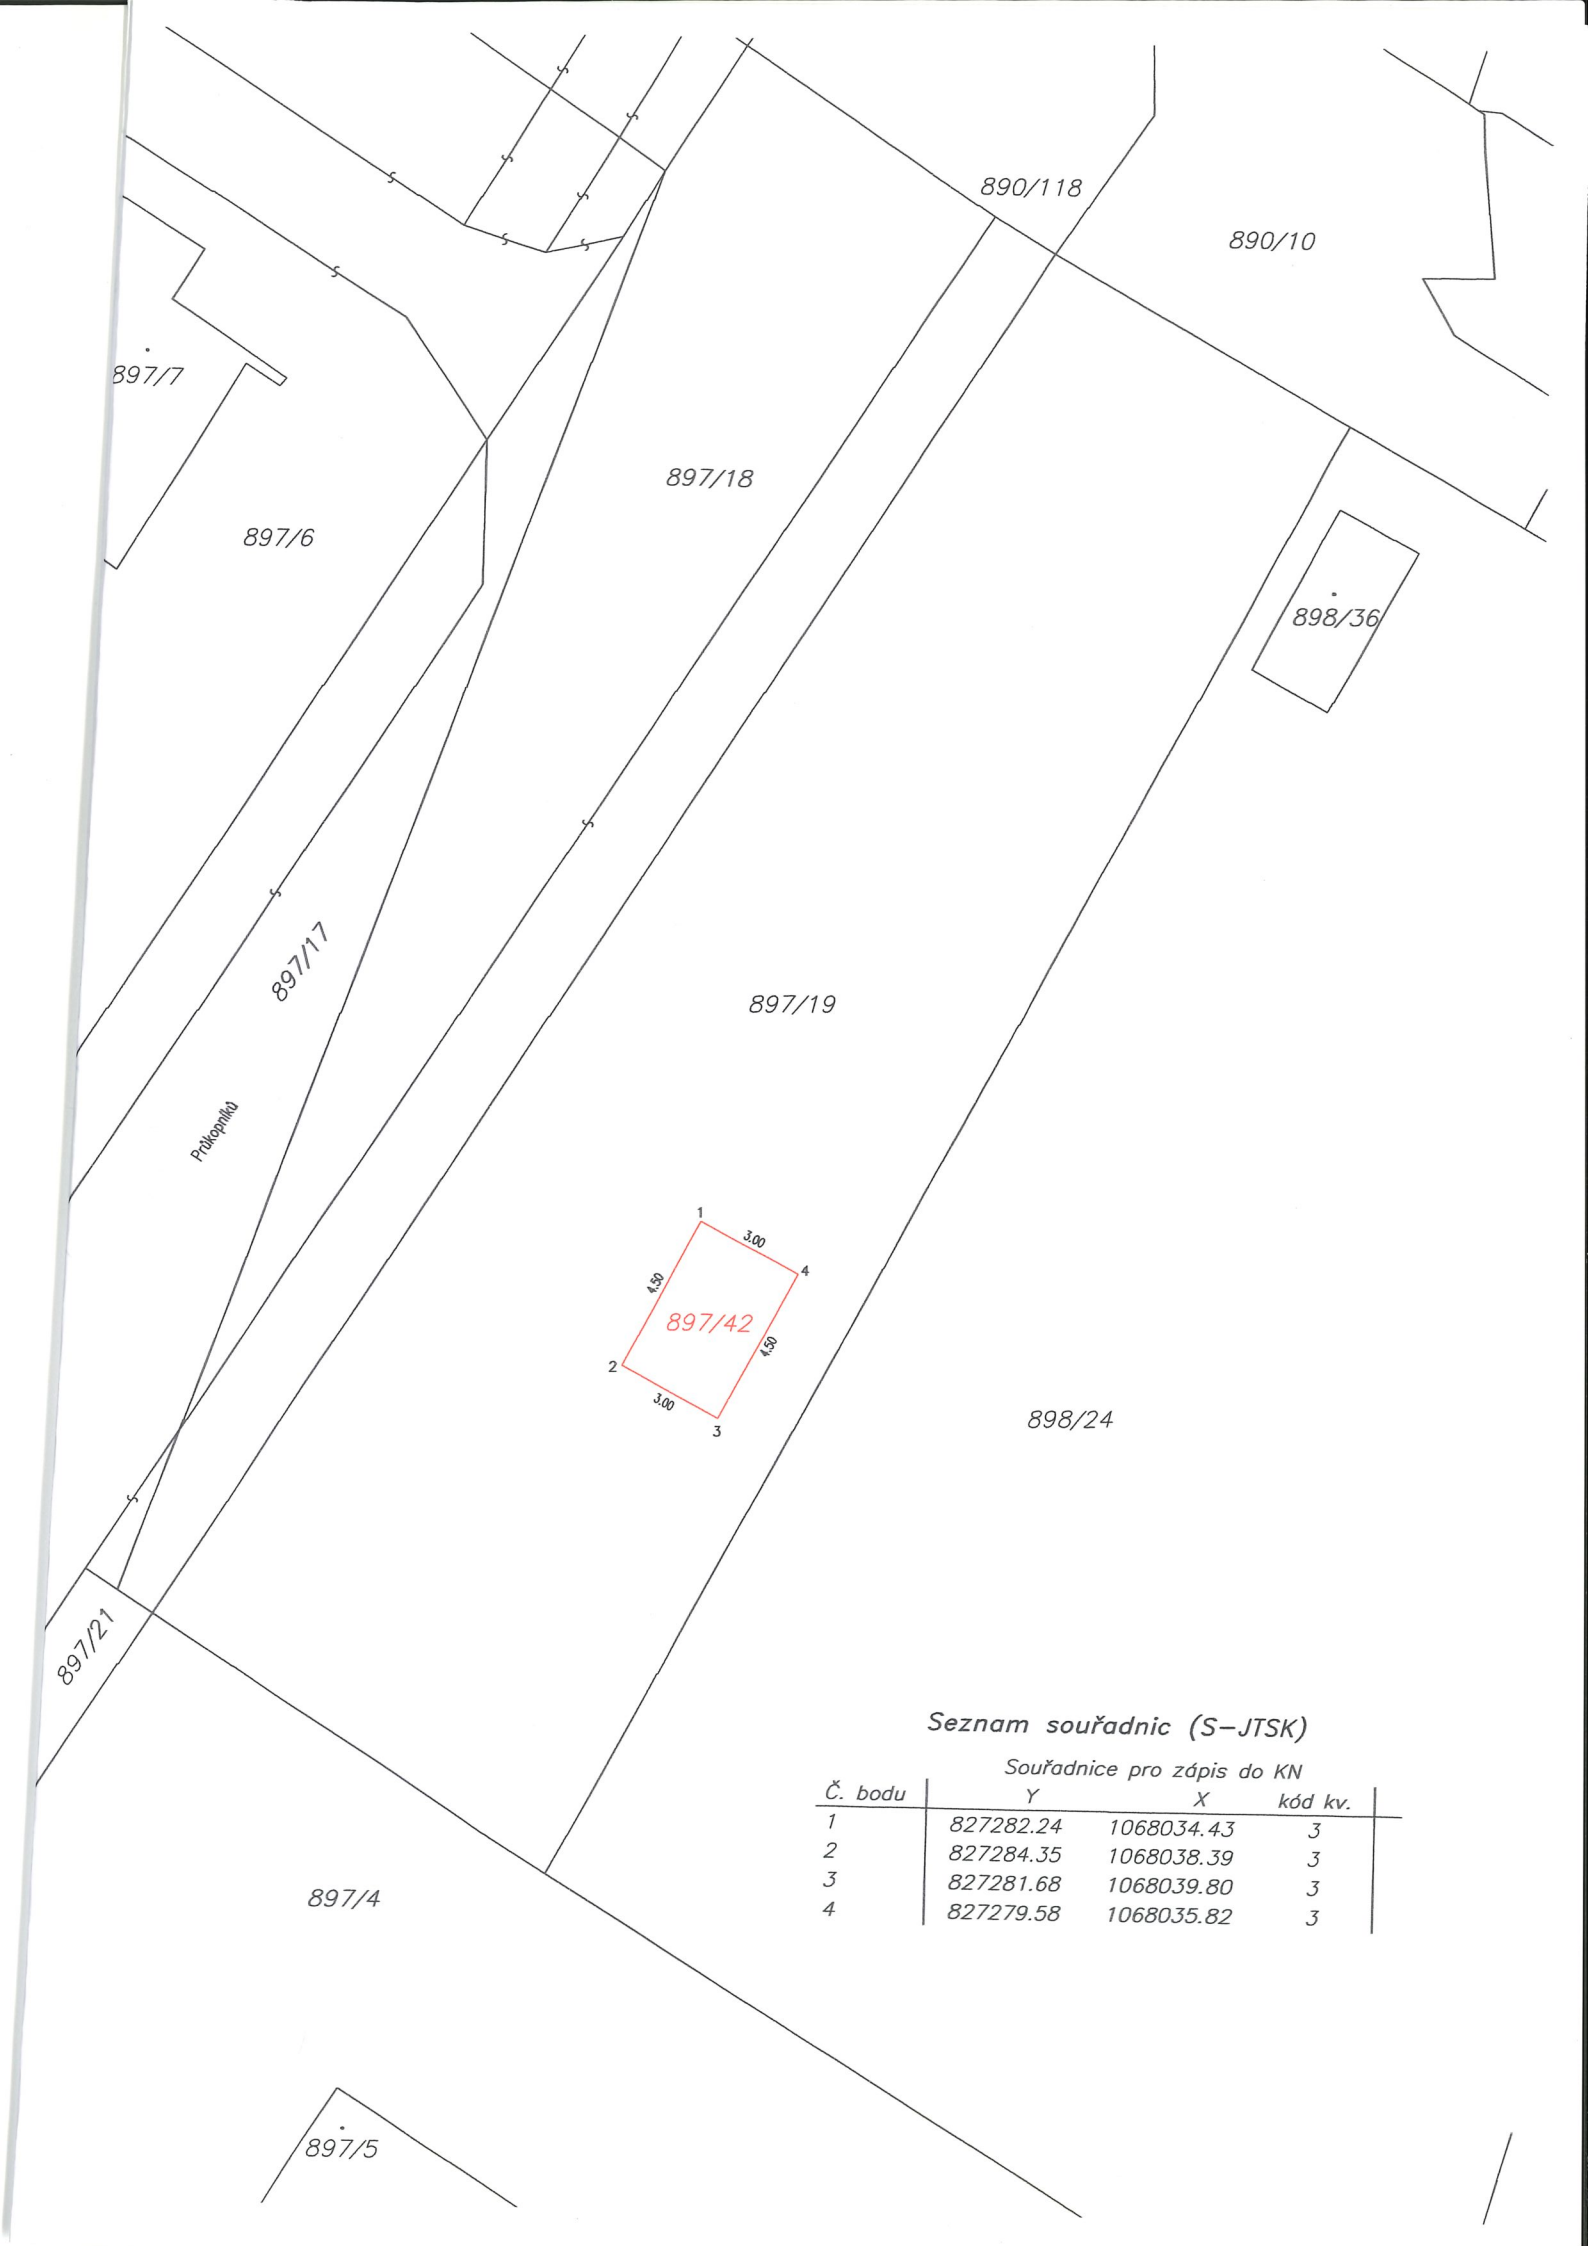 890/118
890/10
897/7
897/18
897/6
898/36
897/17
897/19
Průkopníků
1
3.00
4
4.50
897/42
4.50
2
3.00
3
898/24
897/21
Seznam souřadnic (S-JTSK)
Souřadnice pro zápis do KN
Č. bodu Y X kód kv.
1 827282.24 1068034.43 3
2 827284.35 1068038.39 3
3 827281.68 1068039.80 3
4 827279.58 1068035.82 3
897/4
897/5